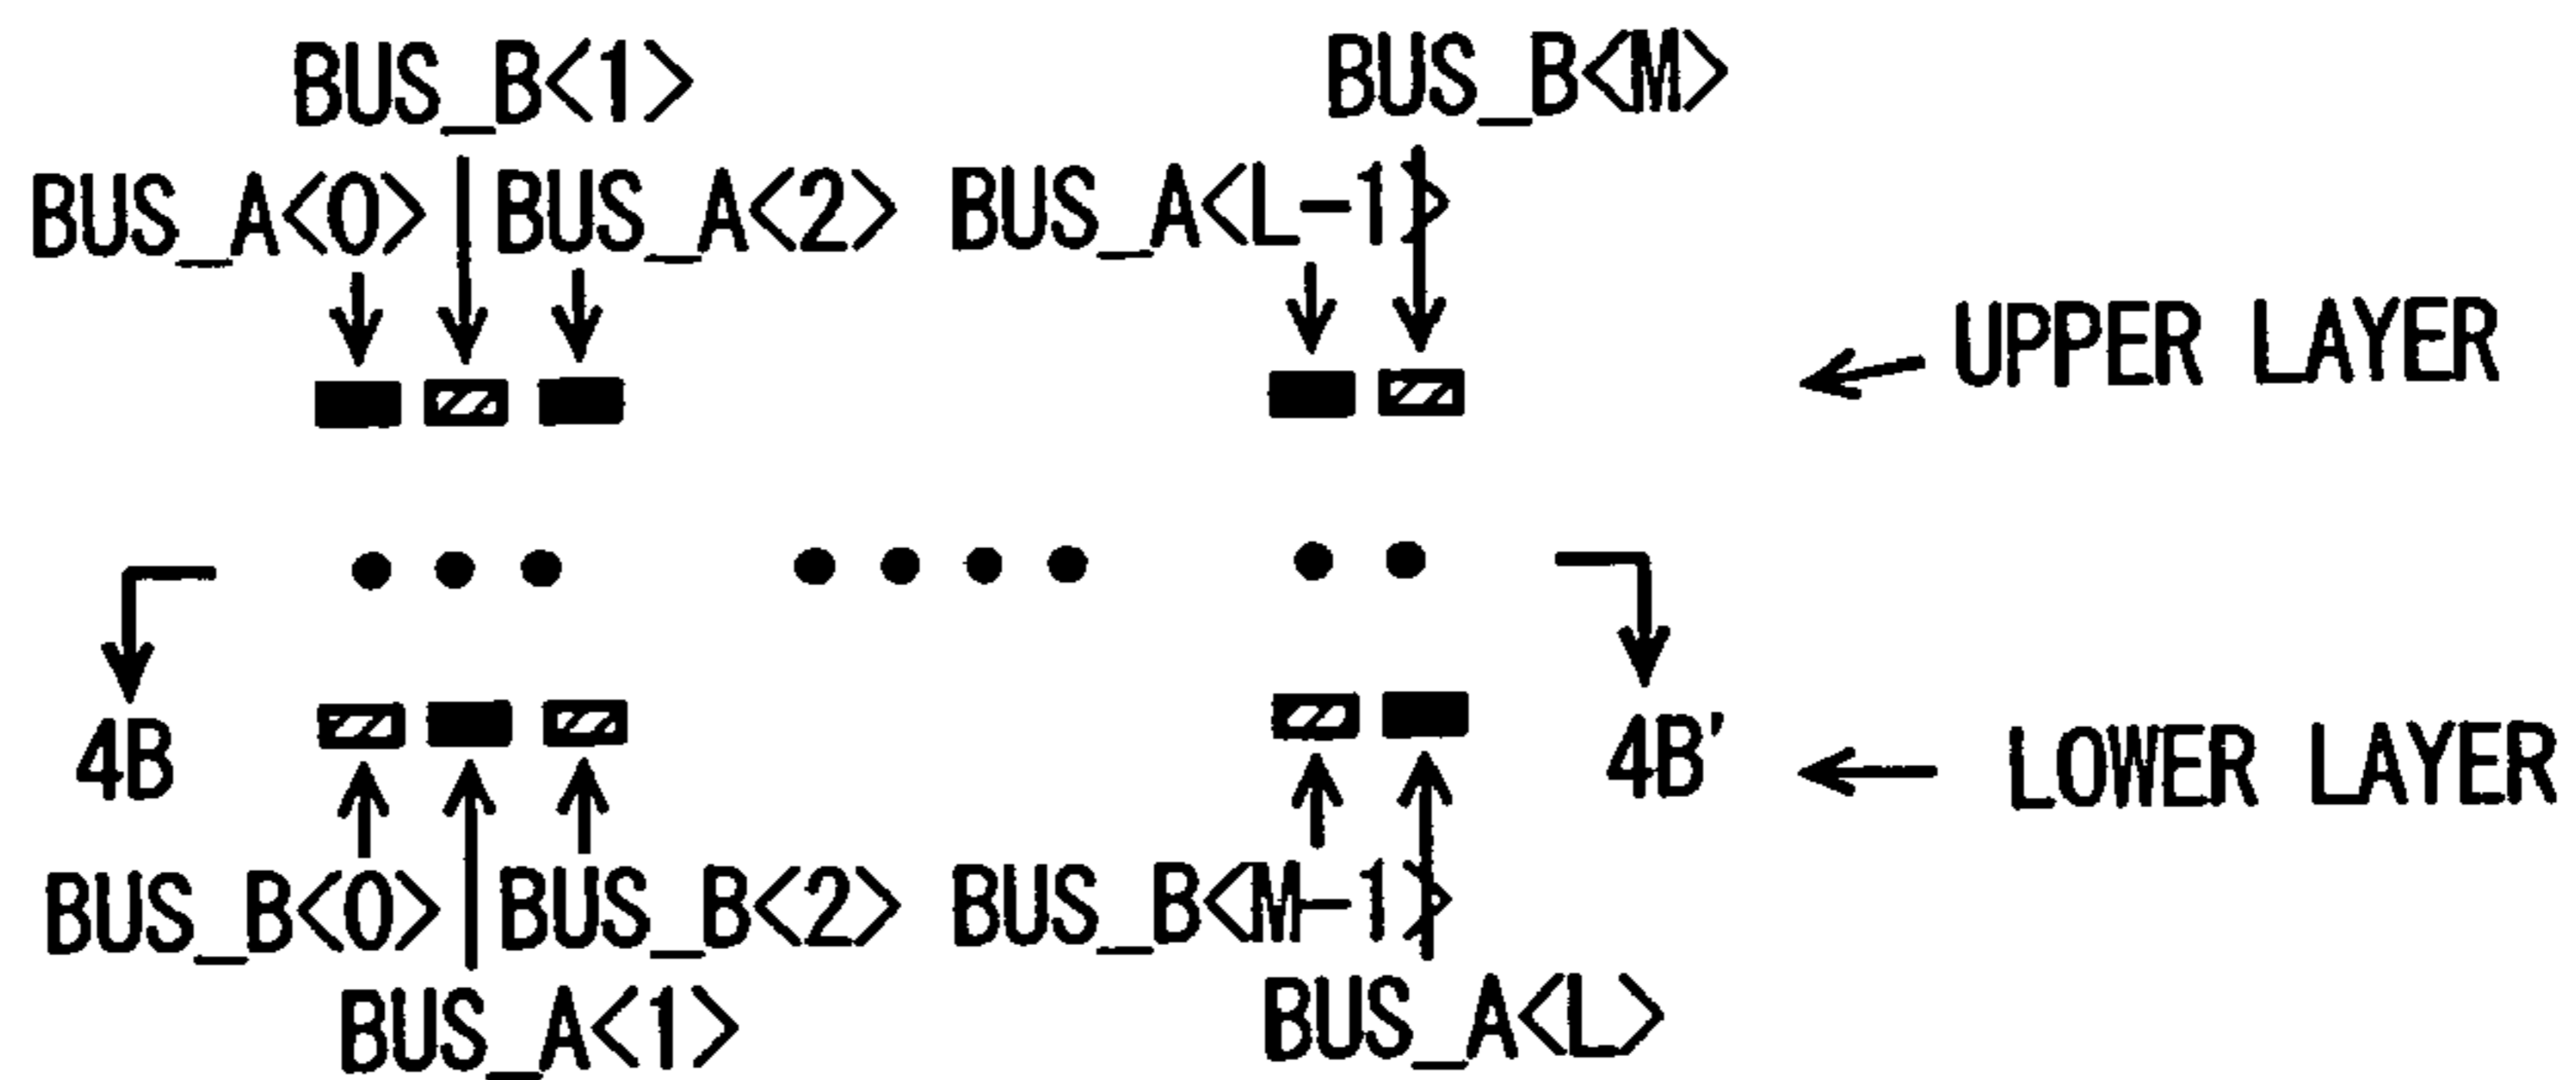 BUS_B<1>
BUS_B<M>
BUS_A<0>
BUS_A<2>
BUS_A<L-1>
UPPER LAYER
4B
4B'
LOWER LAYER
BUS_B<0>
BUS_B<2>
BUS_B<M-1>
BUS_A<1>
BUS_A<L>